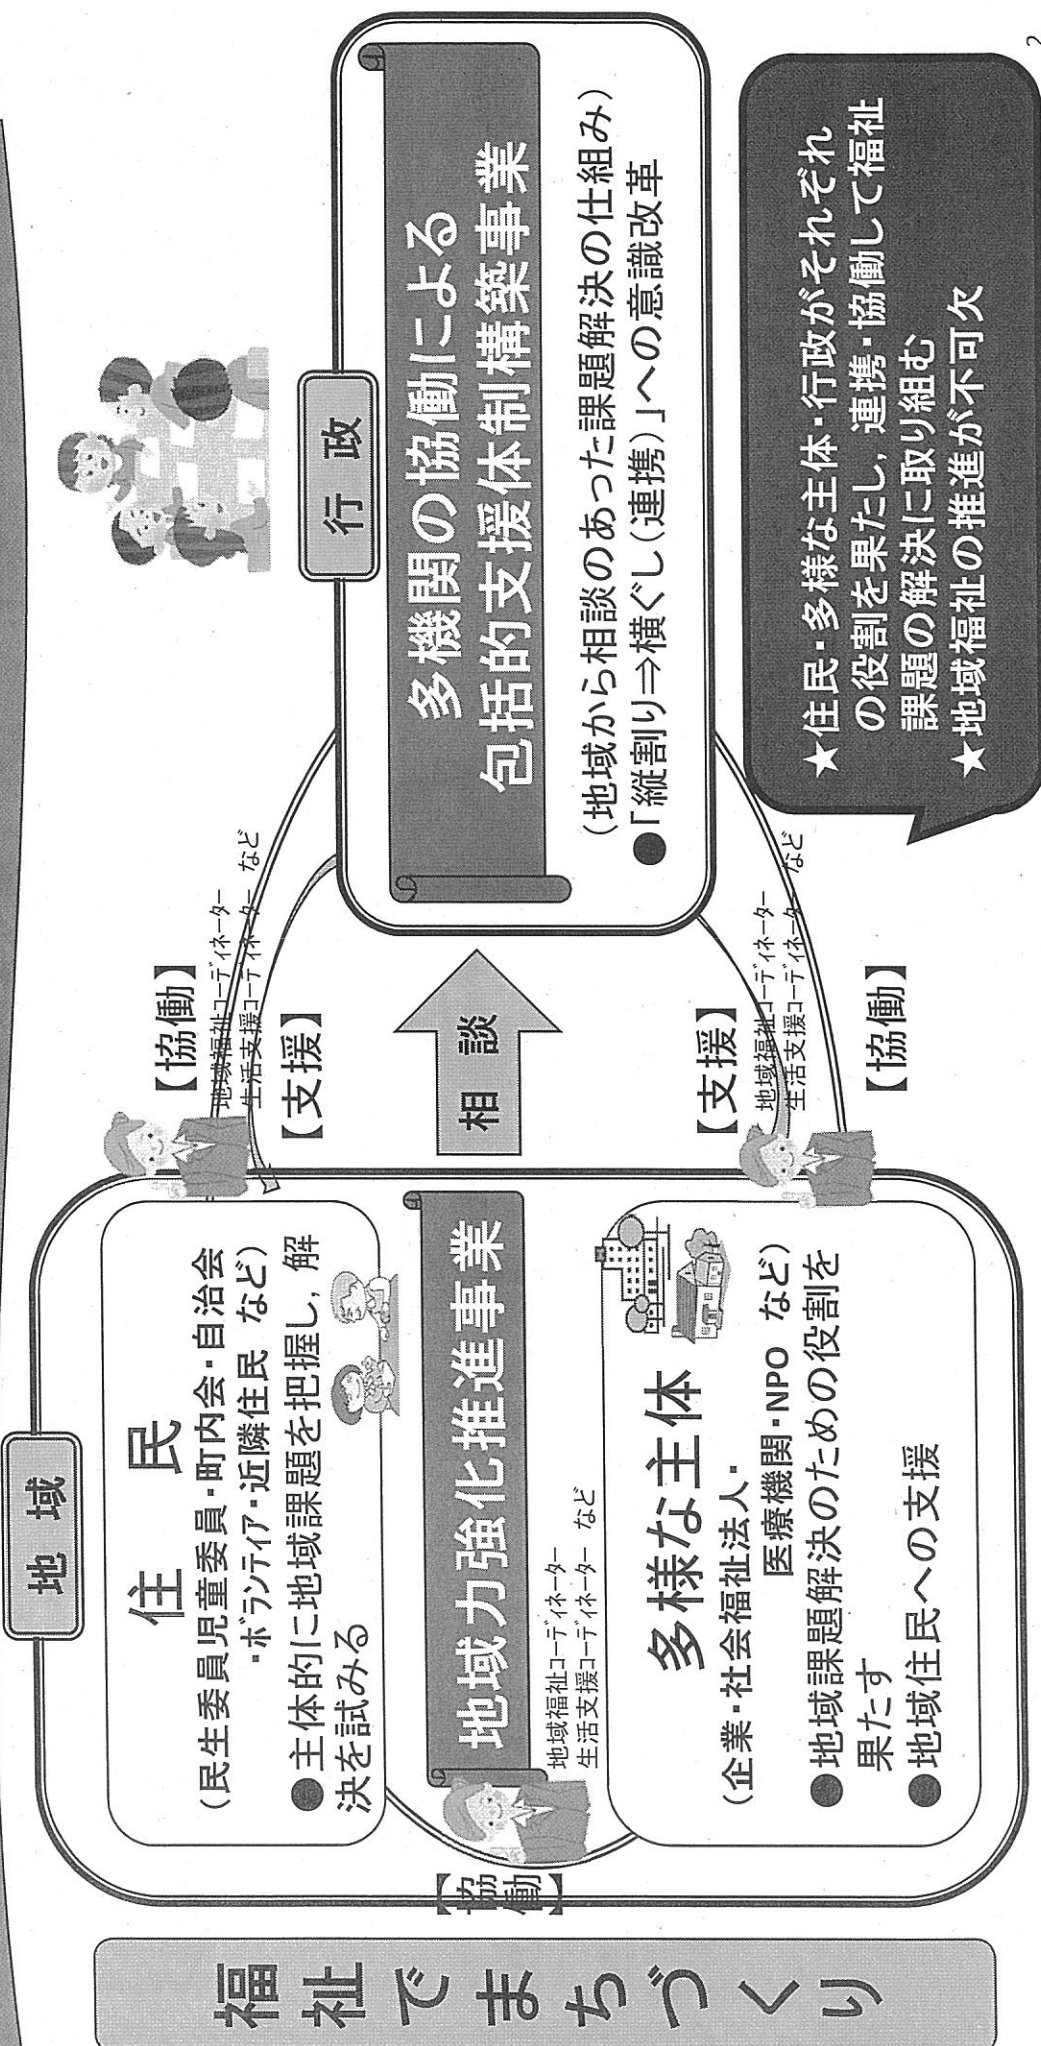 福祉でまちづくり
地 域
住 民
（民生委員児童委員・町内会・自治会
・ボランティア・近隣住民 など）
●主体的に地域課題を把握し，解
決を試みる
【協働】
地域力強化推進事業
地域福祉コーディネーター
生活支援コーディネーター など
多様な主体
（企業・社会福祉法人・
医療機関・NPO など）
●地域課題解決のための役割を
果たす
●地域住民への支援
【協働】
地域福祉コーディネーター
生活支援コーディネーター など
【支援】
相 談
【支援】
地域福祉コーディネーター
生活支援コーディネーター など
【協働】
行 政
多機関の協働による
包括的支援体制構築事業
（地域から相談のあった課題解決の仕組み）
●「縦割り⇒横ぐし（連携）」への意識改革
★住民・多様な主体・行政がそれぞれ
の役割を果たし，連携・協働して福祉
課題の解決に取り組む
★地域福祉の推進が不可欠
2